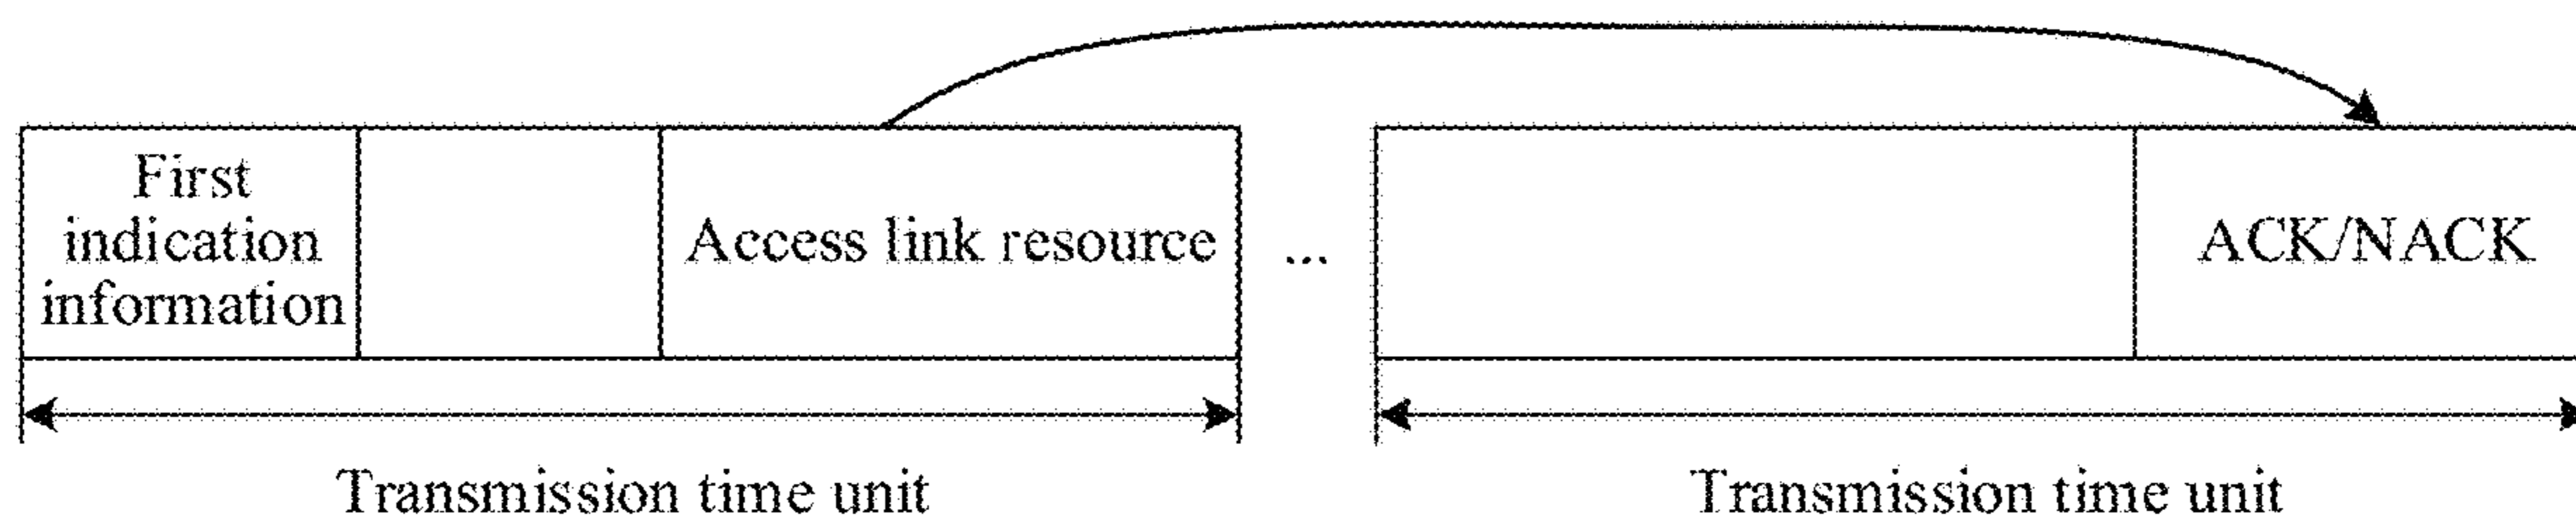 First
indication
information
Access link resource
...
ACK/NACK
Transmission time unit
Transmission time unit